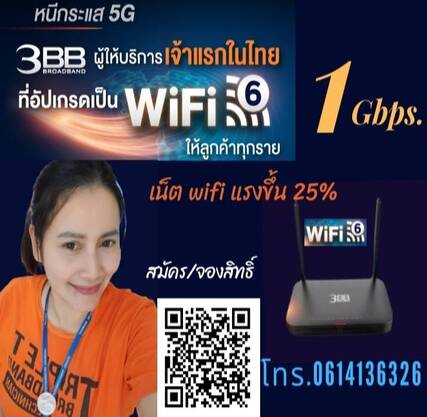 หนีกระแส 5G
3BB
BROADBAND
ผู้ให้บริการเจ้าแรกในไทย
ที่อัปเกรดเป็น WiFi 6
ให้ลูกค้าทุกราย
1 Gbps.
เน็ต wifi แรงขึ้น 25%
WiFi 6
สมัคร/จองสิทธิ์
3BB
TRIPLE T
BROADBAND
โทร.0614136326